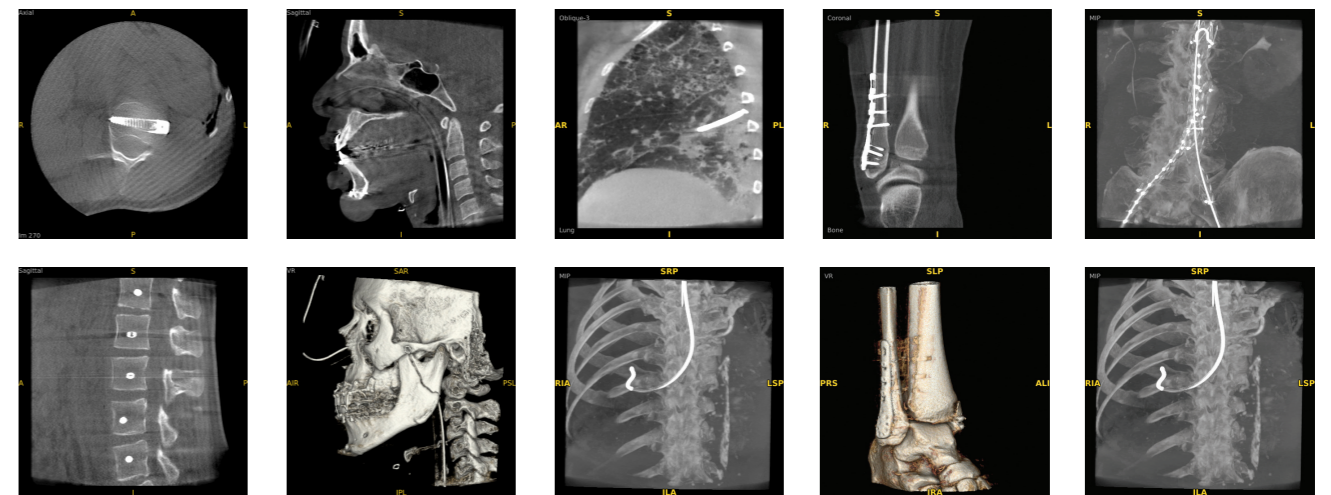 Axial
A
R
L
Im 270
P
Sagittal
S
A
P
I
Oblique-3
S
AR
PL
Lung
I
Coronal
S
R
L
Bone
I
MIP
S
R
L
I
Sagittal
S
A
P
I
VR
SAR
AIR
PSL
IPL
MIP
SRP
RIA
LSP
ILA
VR
SLP
PRS
ALI
IRA
MIP
SRP
RIA
LSP
ILA